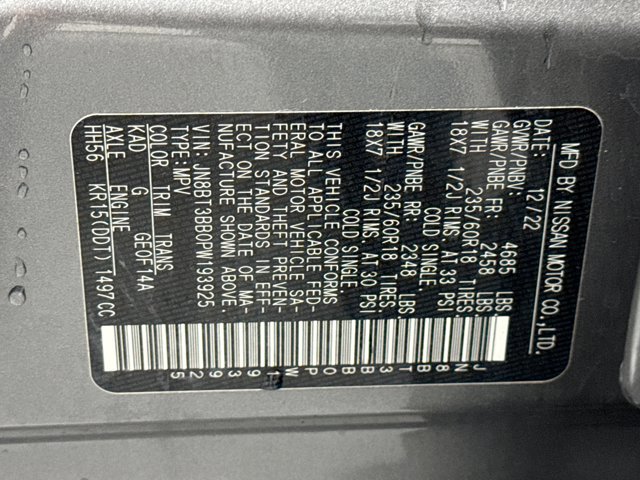 MFD BY NISSAN MOTOR CO.,LTD.
DATE: 12/22
GVWR/PNBV: 4665 LBS
GAWR/PNBE FR: 2458 LBS.
WITH 235/60R18 TIRES.
18X7 1/2J RIMS. AT 33 PSI
COLD SINGLE
GAWR/PNBE RR: 2348 LBS.
WITH 235/60R18 TIRES.
18X7 1/2J RIMS. AT 30 PSI
COLD SINGLE
THIS VEHICLE CONFORMS
TO ALL APPLICABLE FED-
ERAL MOTOR VEHICLE SA-
FETY AND THEFT PREVEN-
TION STANDARDS IN EFF-
ECT ON THE DATE OF MA-
NUFACTURE SHOWN ABOVE.
VIN: JN8BT3BB0PW393925
TYPE:MPV
COLOR TRIM TRANS
KAD G GE0F14A
AXLE ENGINE
HH56 KR15(DDT) 1497CC
JN8BT3BB0PW393925